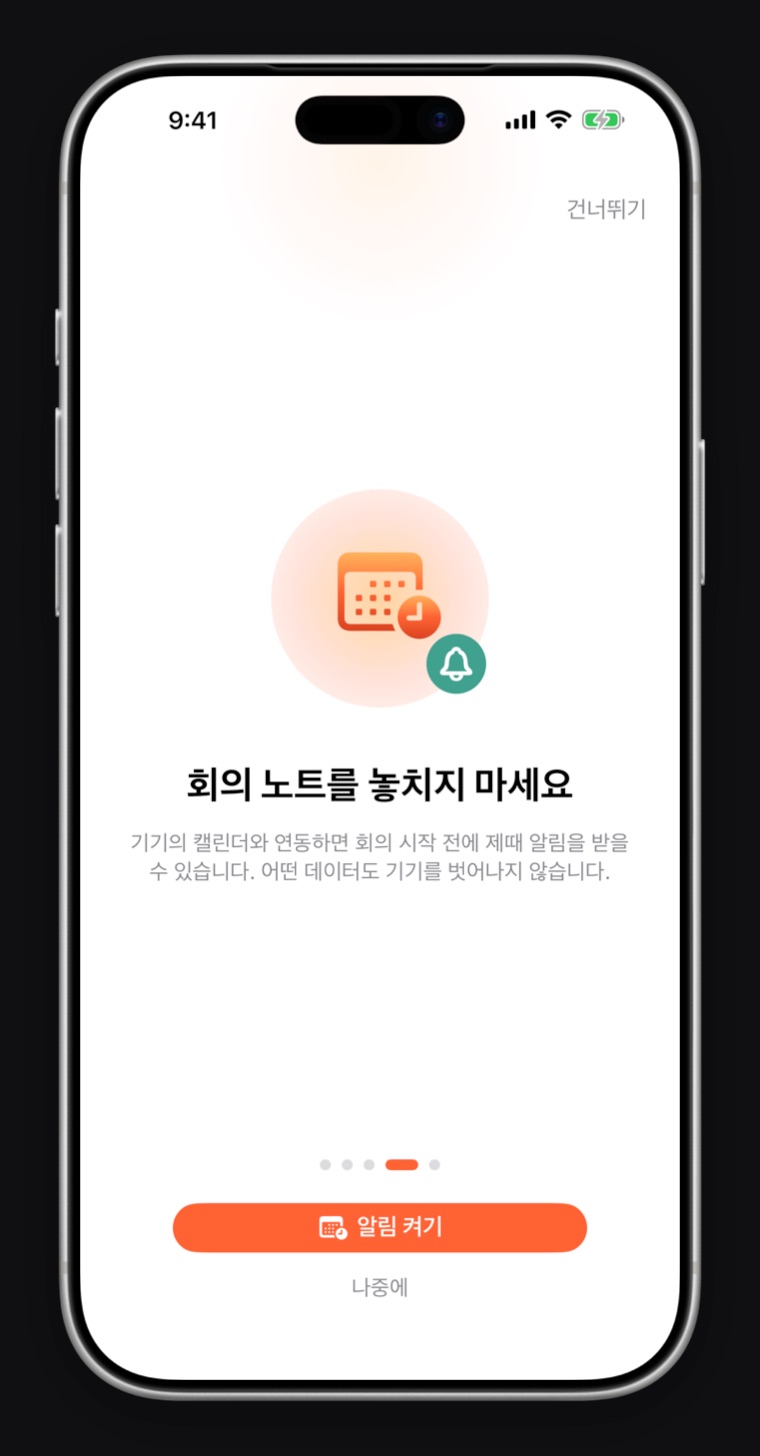 9:41
건너뛰기
회의 노트를 놓치지 마세요
기기의 캘린더와 연동하면 회의 시작 전에 제때 알림을 받을
수 있습니다. 어떤 데이터도 기기를 벗어나지 않습니다.
알림 켜기
나중에